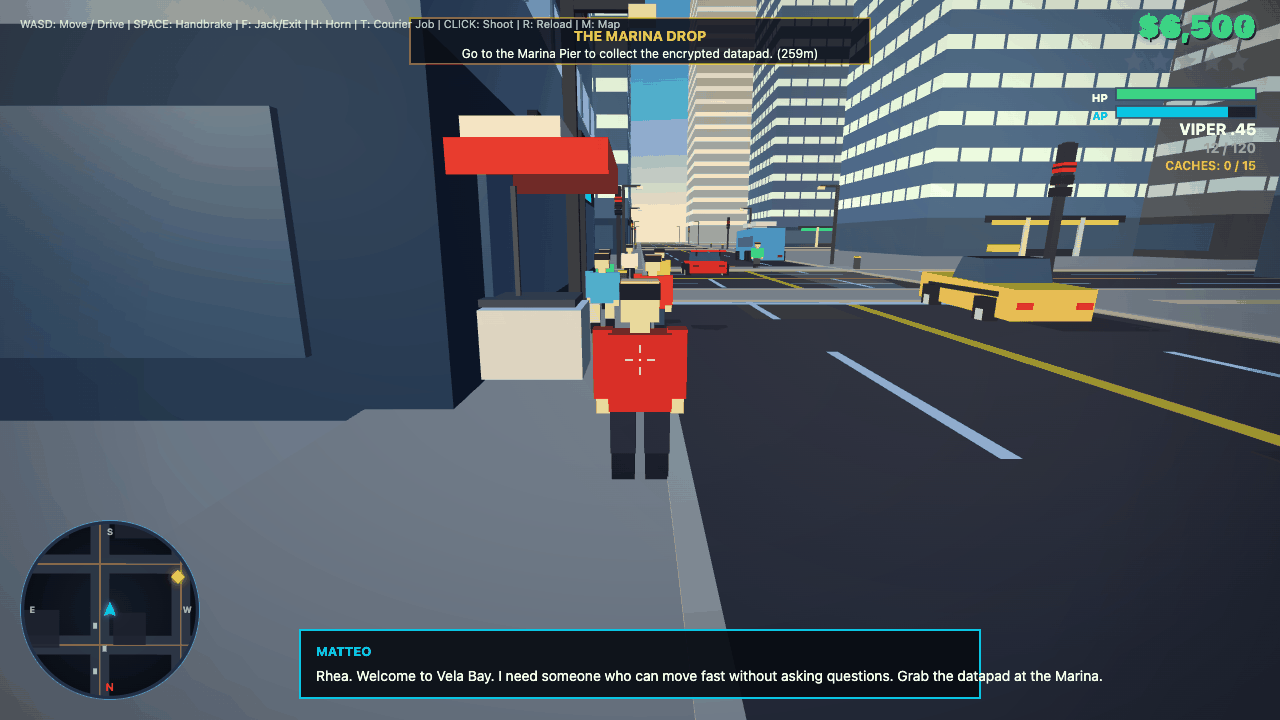 WASD: Move / Drive | SPACE: Handbrake | F: Jack/Exit | H: Horn | T: Courier Job | CLICK: Shoot | R: Reload | M: Map
THE MARINA DROP
Go to the Marina Pier to collect the encrypted datapad. (259m)
$6,500
HP
AP
VIPER .45
12 / 120
CACHES: 0 / 15
S
E
W
N
MATTEO
Rhea. Welcome to Vela Bay. I need someone who can move fast without asking questions. Grab the datapad at the Marina.